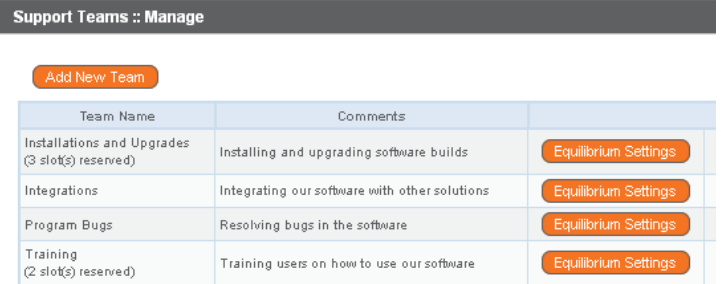 Support Teams :: Manage
Add New Team
Team Name Comments
Installations and Upgrades
(3 slot(s) reserved) Installing and upgrading software builds Equilibrium Settings
Integrations Integrating our software with other solutions Equilibrium Settings
Program Bugs Resolving bugs in the software Equilibrium Settings
Training
(2 slot(s) reserved) Training users on how to use our software Equilibrium Settings